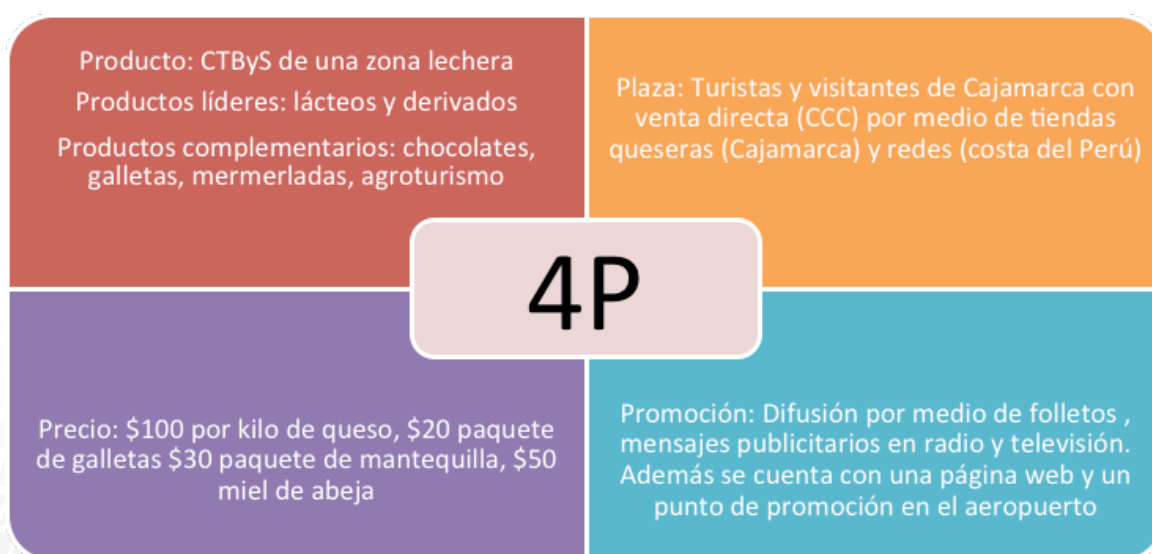 Producto: CTByS de una zona lechera
Productos líderes: lácteos y derivados
Productos complementarios: chocolates,
galletas, mermerladas, agroturismo
Plaza: Turistas y visitantes de Cajamarca con
venta directa (CCC) por medio de tiendas
queseras (Cajamarca) y redes (costa del Perú)
4P
Precio: $100 por kilo de queso, $20 paquete
de galletas $30 paquete de mantequilla, $50
miel de abeja
Promoción: Difusión por medio de folletos ,
mensajes publicitarios en radio y televisión.
Además se cuenta con una página web y un
punto de promoción en el aeropuerto